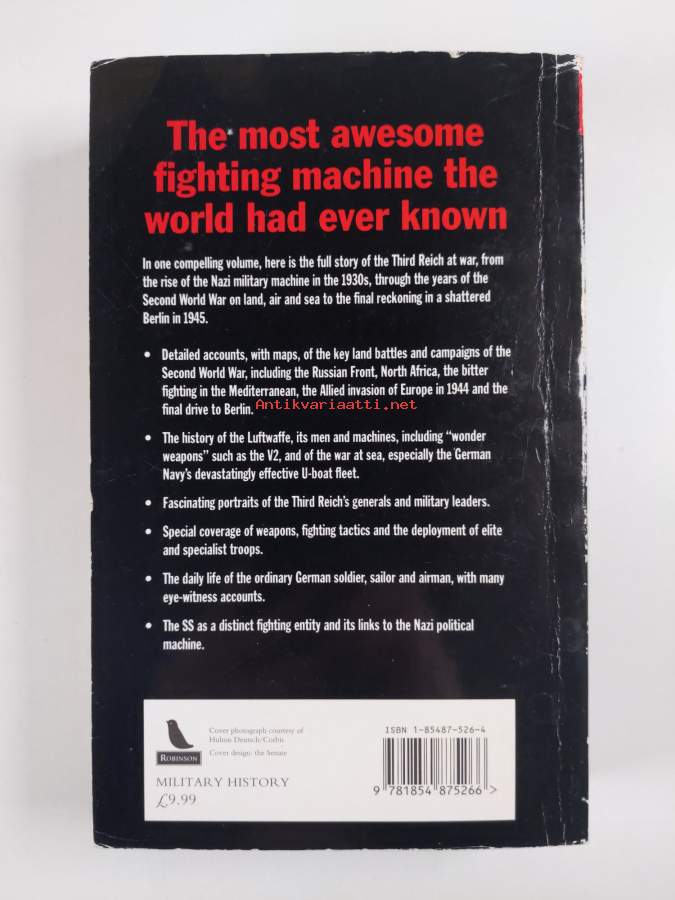 The most awesome
fighting machine the
world had ever known
In one compelling volume, here is the full story of the Third Reich at war, from
the rise of the Nazi military machine in the 1930s, through the years of the
Second World War on land, air and sea to the final reckoning in a shattered
Berlin in 1945.
• Detailed accounts, with maps, of the key land battles and campaigns of the
Second World War, including the Russian Front, North Africa, the bitter
fighting in the Mediterranean, the Allied invasion of Europe in 1944 and the
final drive to Berlin.
Antikvariaatti.net
• The history of the Luftwaffe, its men and machines, including “wonder
weapons” such as the V2, and of the war at sea, especially the German
Navy’s devastatingly effective U-boat fleet.
• Fascinating portraits of the Third Reich’s generals and military leaders.
• Special coverage of weapons, fighting tactics and the deployment of elite
and specialist troops.
• The daily life of the ordinary German soldier, sailor and airman, with many
eye-witness accounts.
• The SS as a distinct fighting entity and its links to the Nazi political
machine.
Cover photograph courtesy of
Hulton Deutsch/Corbis
Cover design: the Senate
ROBINSON
MILITARY HISTORY
£9.99
ISBN 1-85487-526-4
9 781854 875266 >